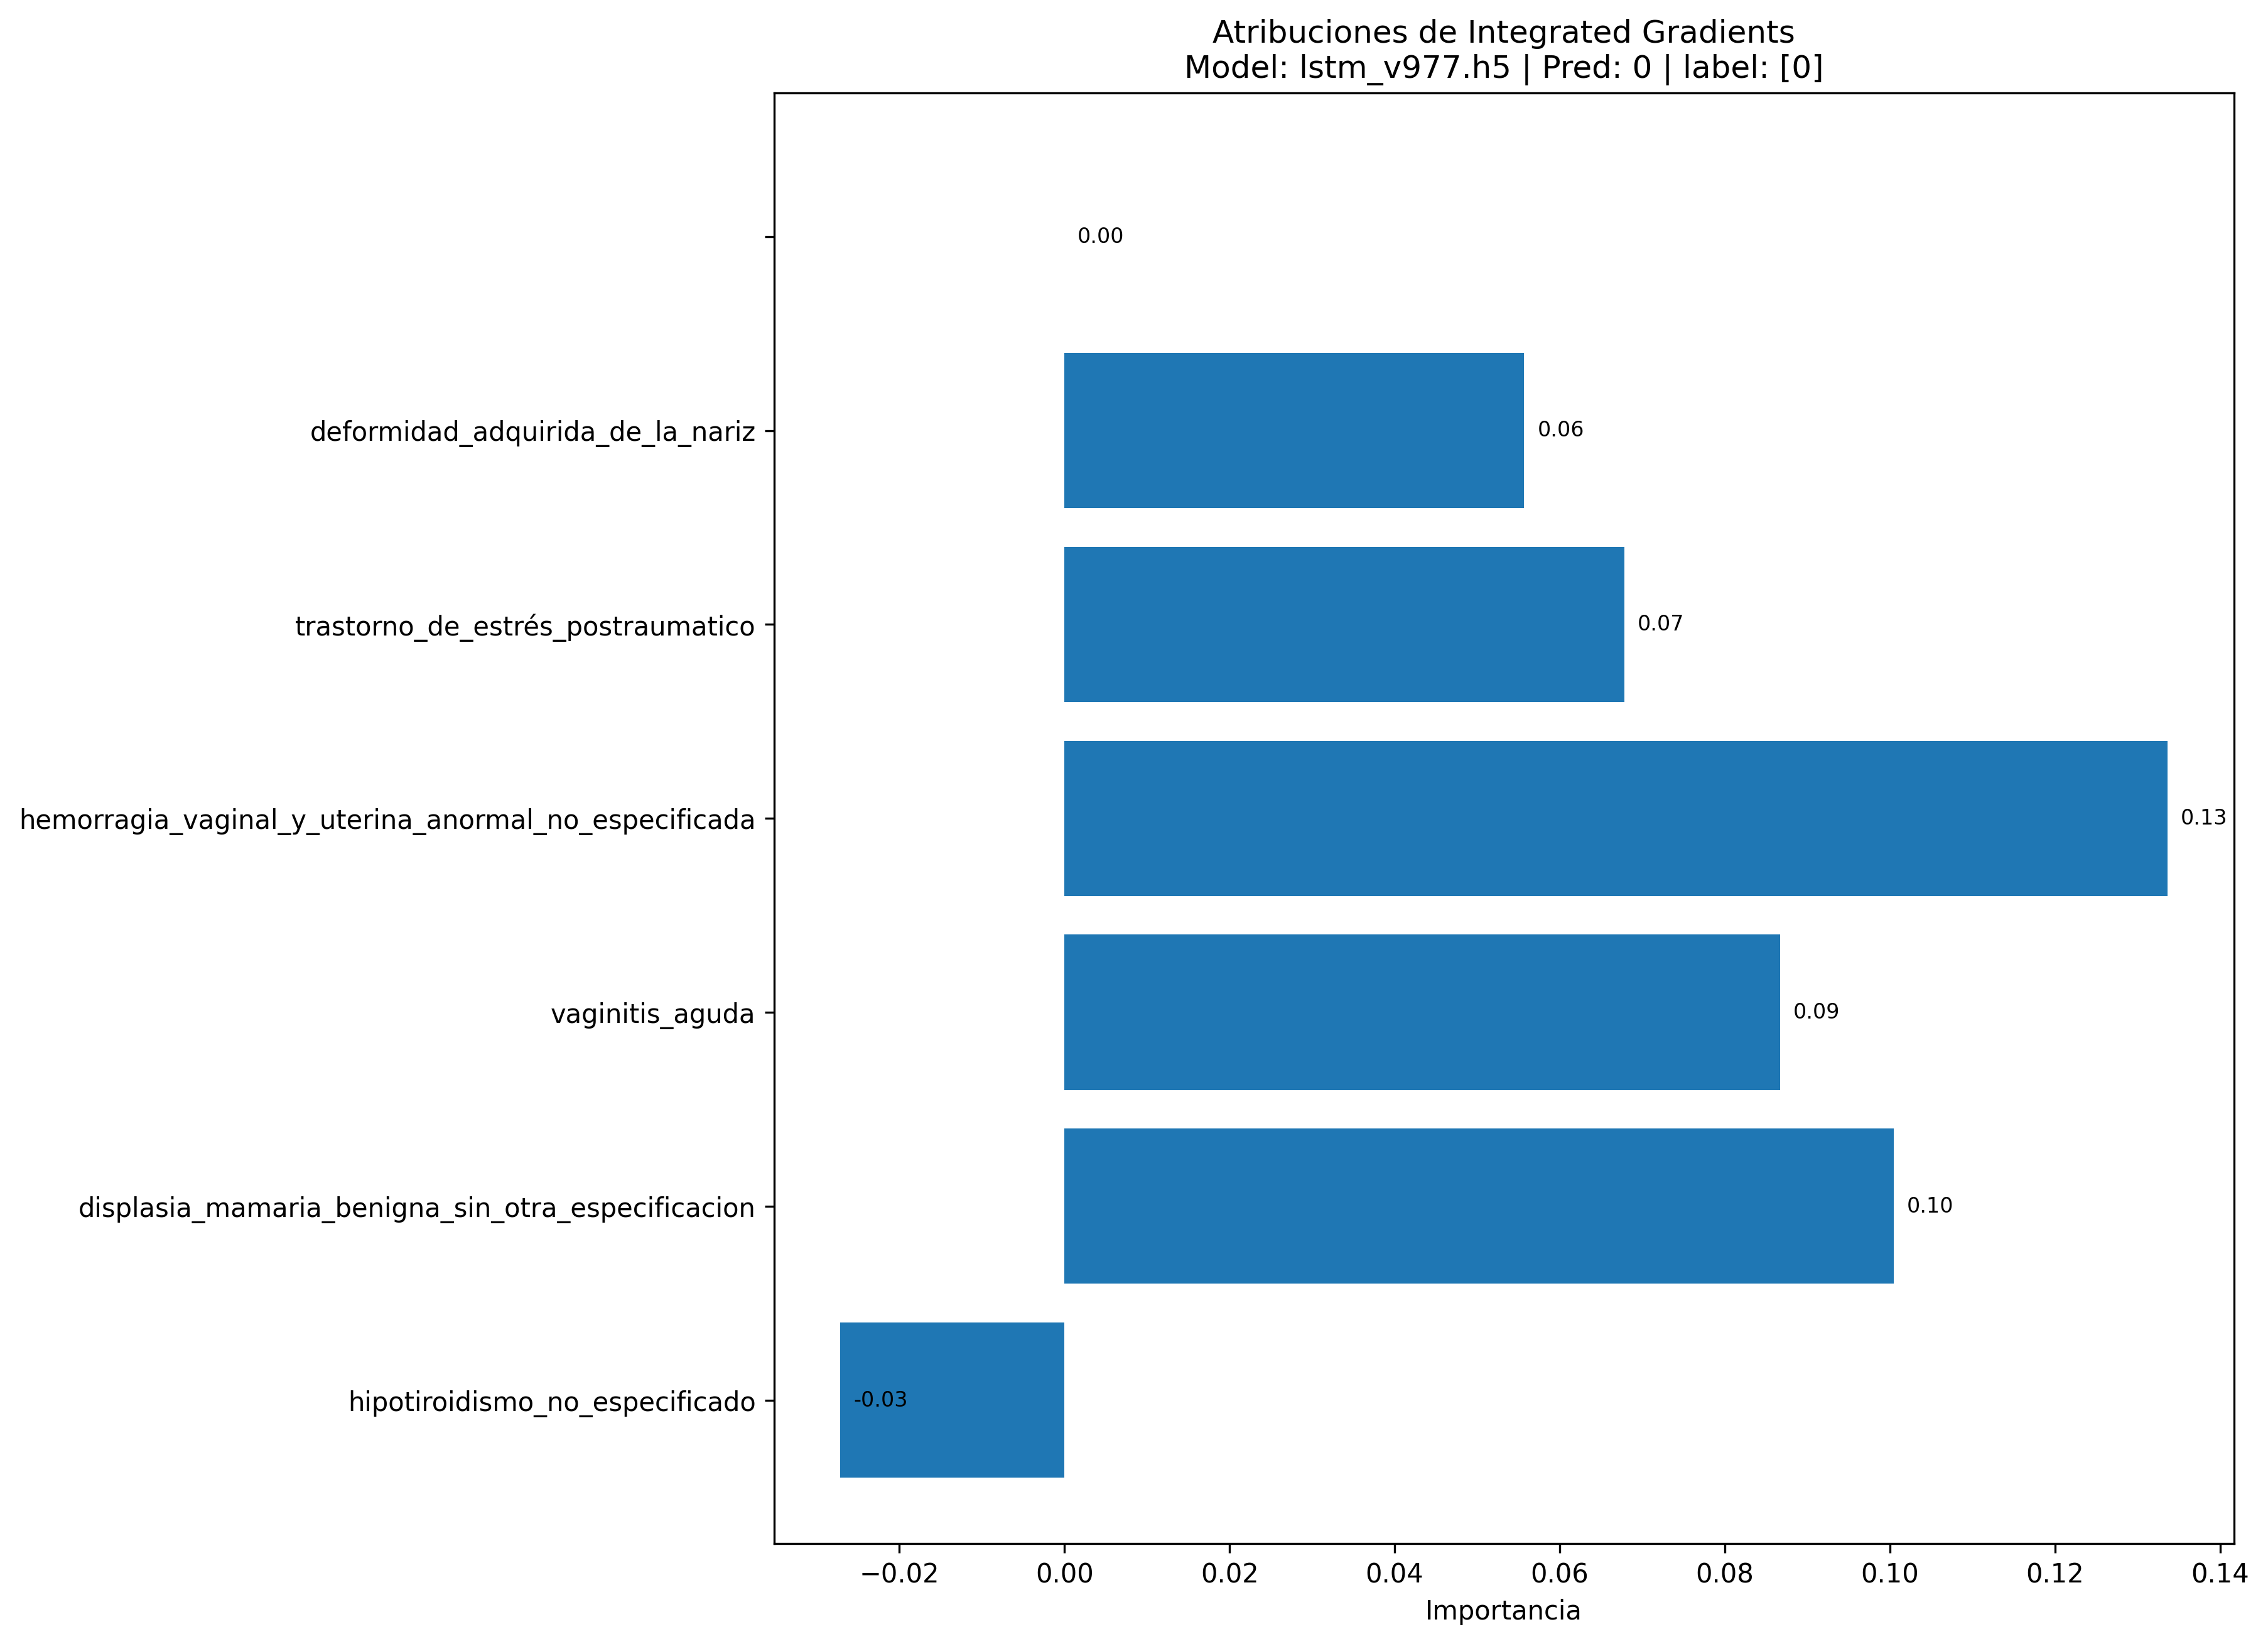 Atribuciones de Integrated Gradients
Model: lstm_v977.h5 | Pred: 0 | label: [0]
0.00
deformidad_adquirida_de_la_nariz
0.06
trastorno_de_estrés_postraumatico
0.07
hemorragia_vaginal_y_uterina_anormal_no_especificada
0.13
vaginitis_aguda
0.09
displasia_mamaria_benigna_sin_otra_especificacion
0.10
hipotiroidismo_no_especificado
-0.03
−0.02 0.00 0.02 0.04 0.06 0.08 0.10 0.12 0.14
Importancia